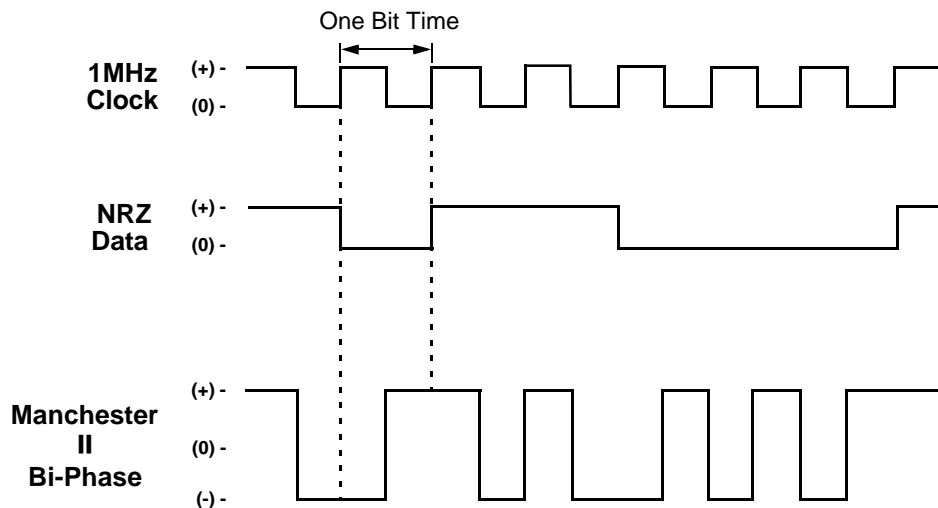 One Bit Time
1MHz
Clock
(+) -
(0) -
NRZ
Data
(+) -
(0) -
Manchester
II
Bi-Phase
(+) -
(0) -
(-) -